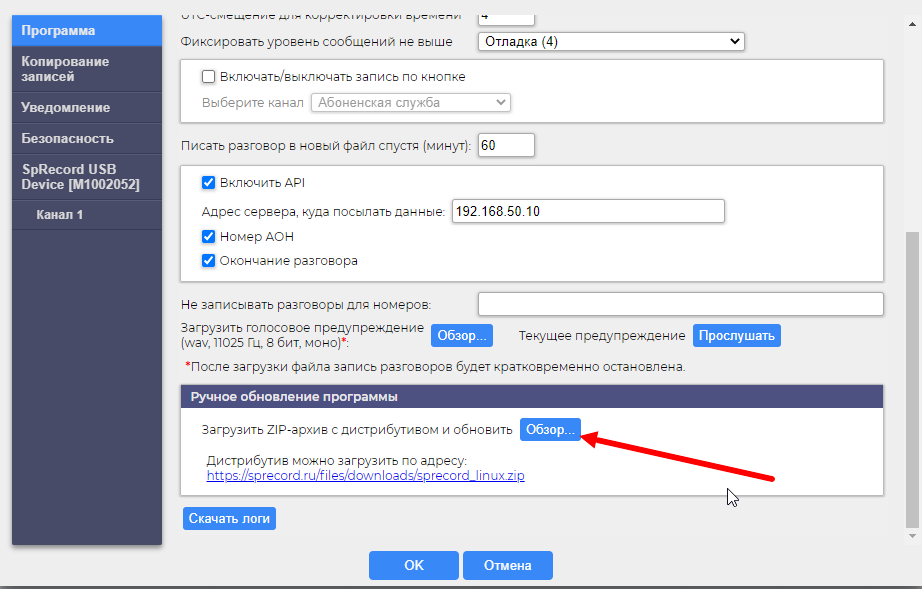 UTC-смещение для корректировки времени 4
Программа
Фиксировать уровень сообщений не выше Отладка (4)
Копирование
записей
Включать/выключать запись по кнопке
Выберите канал Абоненская служба
Уведомление
Безопасность
Писать разговор в новый файл спустя (минут): 60
SpRecord USB
Device [M1002052]
Канал 1
Включить API
Адрес сервера, куда посылать данные: 192.168.50.10
Номер АОН
Окончание разговора
Не записывать разговоры для номеров:
Загрузить голосовое предупреждение
(wav, 11025 Гц, 8 бит, моно)*:
Обзор... Текущее предупреждение Прослушать
*После загрузки файла запись разговоров будет кратковременно остановлена.
Ручное обновление программы
Загрузить ZIP-архив с дистрибутивом и обновить Обзор...
Дистрибутив можно загрузить по адресу:
https://sprecord.ru/files/downloads/sprecord_linux.zip
Скачать логи
OK Отмена